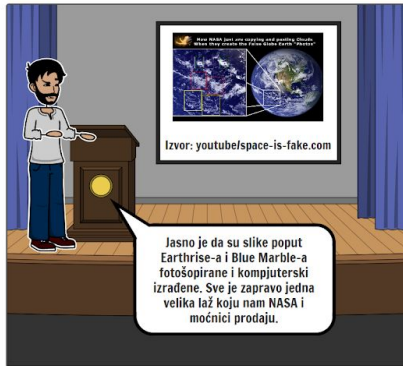 How NASA just are copying and pasting Clouds
When they create the False Globe Earth "Photos"
Izvor: youtube/space-is-fake.com
Jasno je da su slike poput
Earthrise-a i Blue Marble-a
fotošopirane i kompjuterski
izrađene. Sve je zapravo jedna
velika laž koju nam NASA i
moćnici prodaju.